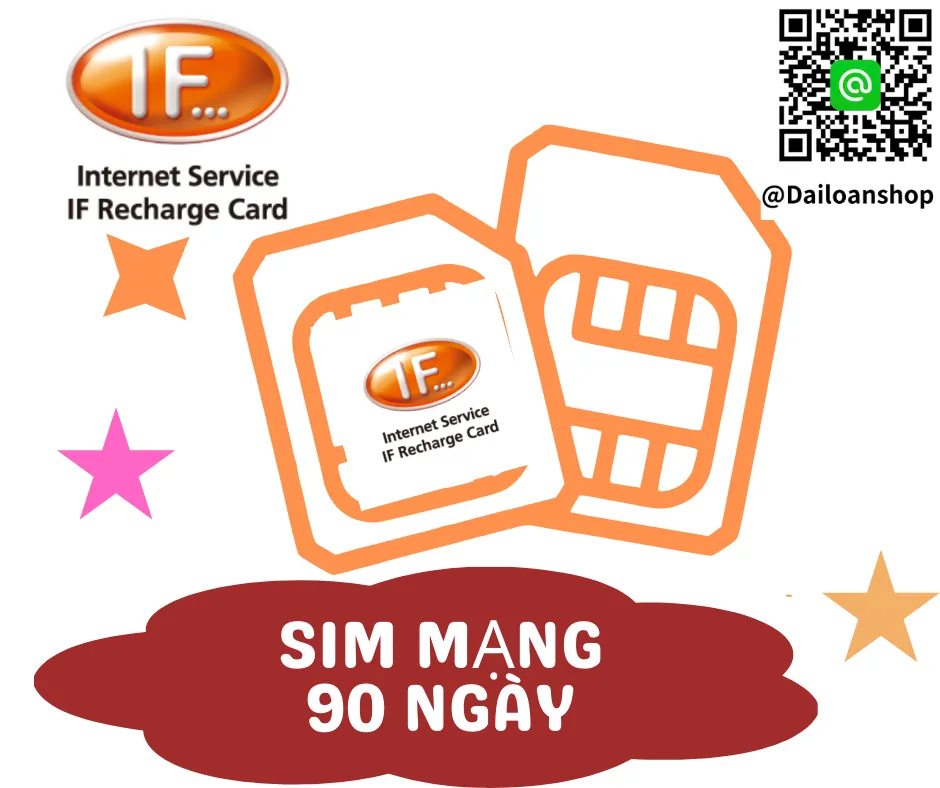 IF...
Internet Service
IF Recharge Card
@
@Dailoanshop
IF...
Internet Service
IF Recharge Card
SIM MẠNG
90 NGÀY